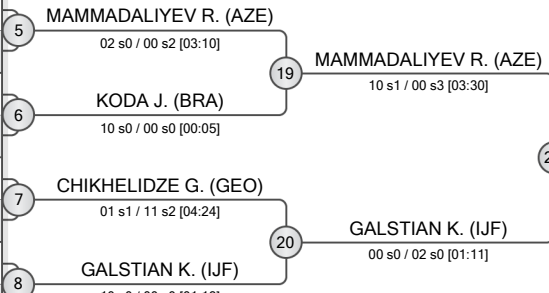 MAMMADALIYEV R. (AZE)
5
02 s0 / 00 s2 [03:10]
19
MAMMADALIYEV R. (AZE)
10 s1 / 00 s3 [03:30]
KODA J. (BRA)
6
10 s0 / 00 s0 [00:05]
CHIKHELIDZE G. (GEO)
7
01 s1 / 11 s2 [04:24]
20
GALSTIAN K. (IJF)
00 s0 / 02 s0 [01:11]
GALSTIAN K. (IJF)
8